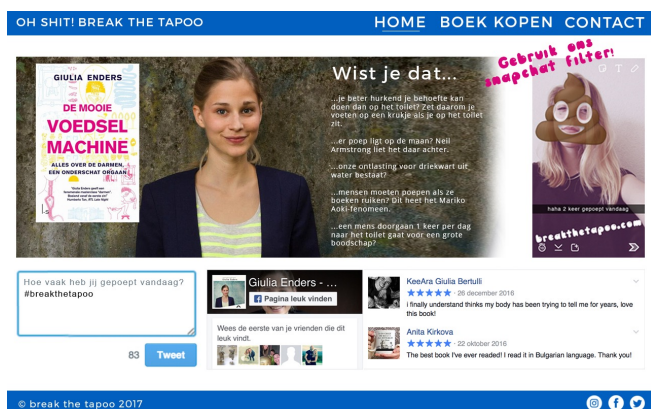 OH SHIT! BREAK THE TAPOO
HOME BOEK KOPEN CONTACT
GIULIA ENDERS
DE MOOIE
VOEDSEL
MACHINE
ALLES OVER DE DARMEN,
EEN ONDERSCHAT ORGAAN
Wist je dat...
...je beter hurkend je behoefte kan
doen dan op het toilet? Zet daarom je
voeten op een krukje als je op het toilet
zit.
...er poep ligt op de maan? Neil
Armstrong liet het daar achter.
...onze ontlasting voor driekwart uit
water bestaat?
...mensen moeten poepen als ze
boeken ruiken? Dit heet het Mariko
Aoki-fenomeen.
...een mens doorgaan 1 keer per dag
naar het toilet gaat voor een grote
boodschap?
Gebruik ons
snapchat filter!
T
haha 2 keer gepoept vandaag
breakthetapoo.com
Hoe vaak heb jij gepoept vandaag?
#breakthetapoo
83 Tweet
Giulia Enders - ...
Pagina leuk vinden
Wees de eerste van je vrienden die dit
leuk vindt.
KeeAra Giulia Bertulli
26 december 2016
i finally understand thinks my body has been trying to tell me for years, love
this book!
Anita Kirkova
22 oktober 2016
The best book I've ever readed! I read it in Bulgarian language. Thank you!
© break the tapoo 2017